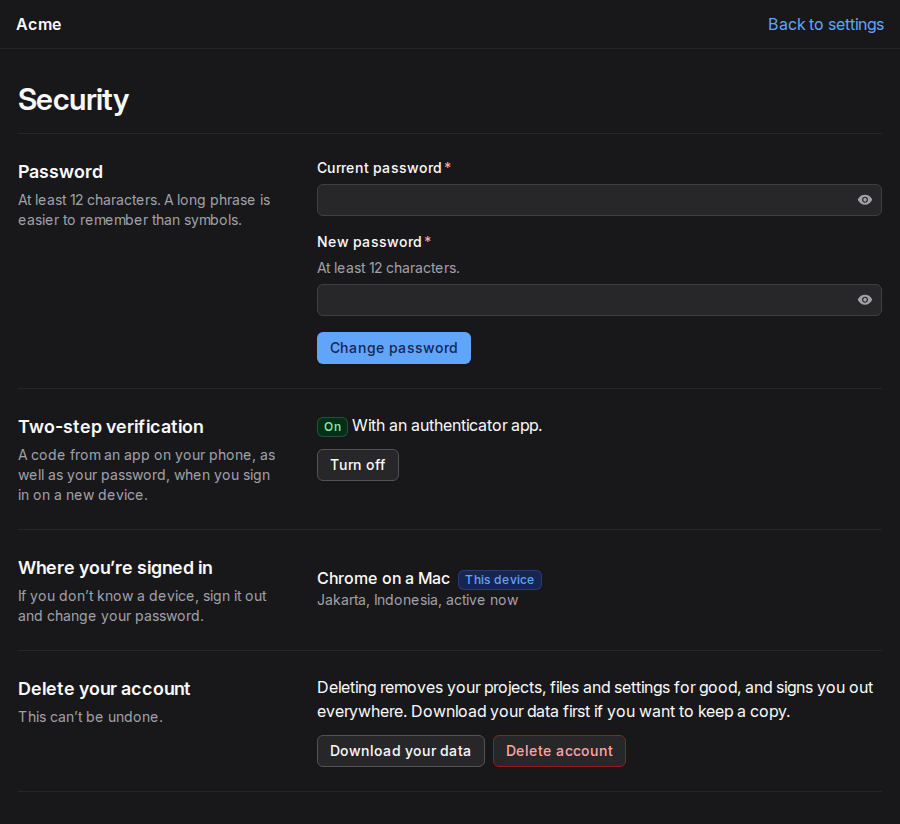 Acme
Back to settings
Security
Password
At least 12 characters. A long phrase is
easier to remember than symbols.
Current password *
New password *
At least 12 characters.
Change password
Two-step verification
A code from an app on your phone, as
well as your password, when you sign
in on a new device.
On With an authenticator app.
Turn off
Where you’re signed in
If you don’t know a device, sign it out
and change your password.
Chrome on a Mac This device
Jakarta, Indonesia, active now
Delete your account
This can’t be undone.
Deleting removes your projects, files and settings for good, and signs you out
everywhere. Download your data first if you want to keep a copy.
Download your data
Delete account